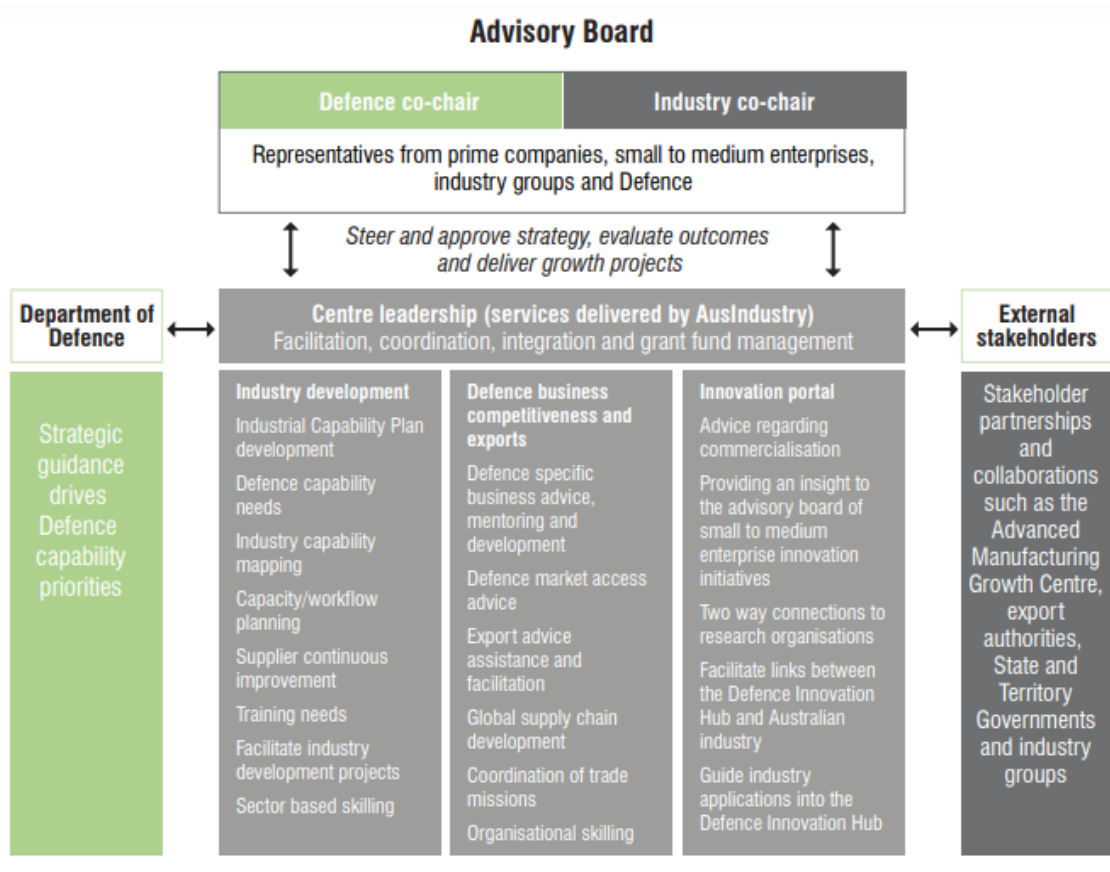 Advisory Board
Defence co-chair
Industry co-chair
Representatives from prime companies, small to medium enterprises,
industry groups and Defence
Steer and approve strategy, evaluate outcomes
and deliver growth projects
Department of
Defence
Strategic
guidance
drives
Defence
capability
priorities
Centre leadership (services delivered by AusIndustry)
Facilitation, coordination, integration and grant fund management
Industry development
Industrial Capability Plan
development
Defence capability
needs
Industry capability
mapping
Capacity/workflow
planning
Supplier continuous
improvement
Training needs
Facilitate industry
development projects
Sector based skilling
Defence business
competitiveness and
exports
Defence specific
business advice,
mentoring and
development
Defence market access
advice
Export advice
assistance and
facilitation
Global supply chain
development
Coordination of trade
missions
Organisational skilling
Innovation portal
Advice regarding
commercialisation
Providing an insight to
the advisory board of
small to medium
enterprise innovation
initiatives
Two way connections to
research organisations
Facilitate links between
the Defence Innovation
Hub and Australian
industry
Guide industry
applications into the
Defence Innovation Hub
External
stakeholders
Stakeholder
partnerships
and
collaborations
such as the
Advanced
Manufacturing
Growth Centre,
export
authorities,
State and
Territory
Governments
and industry
groups